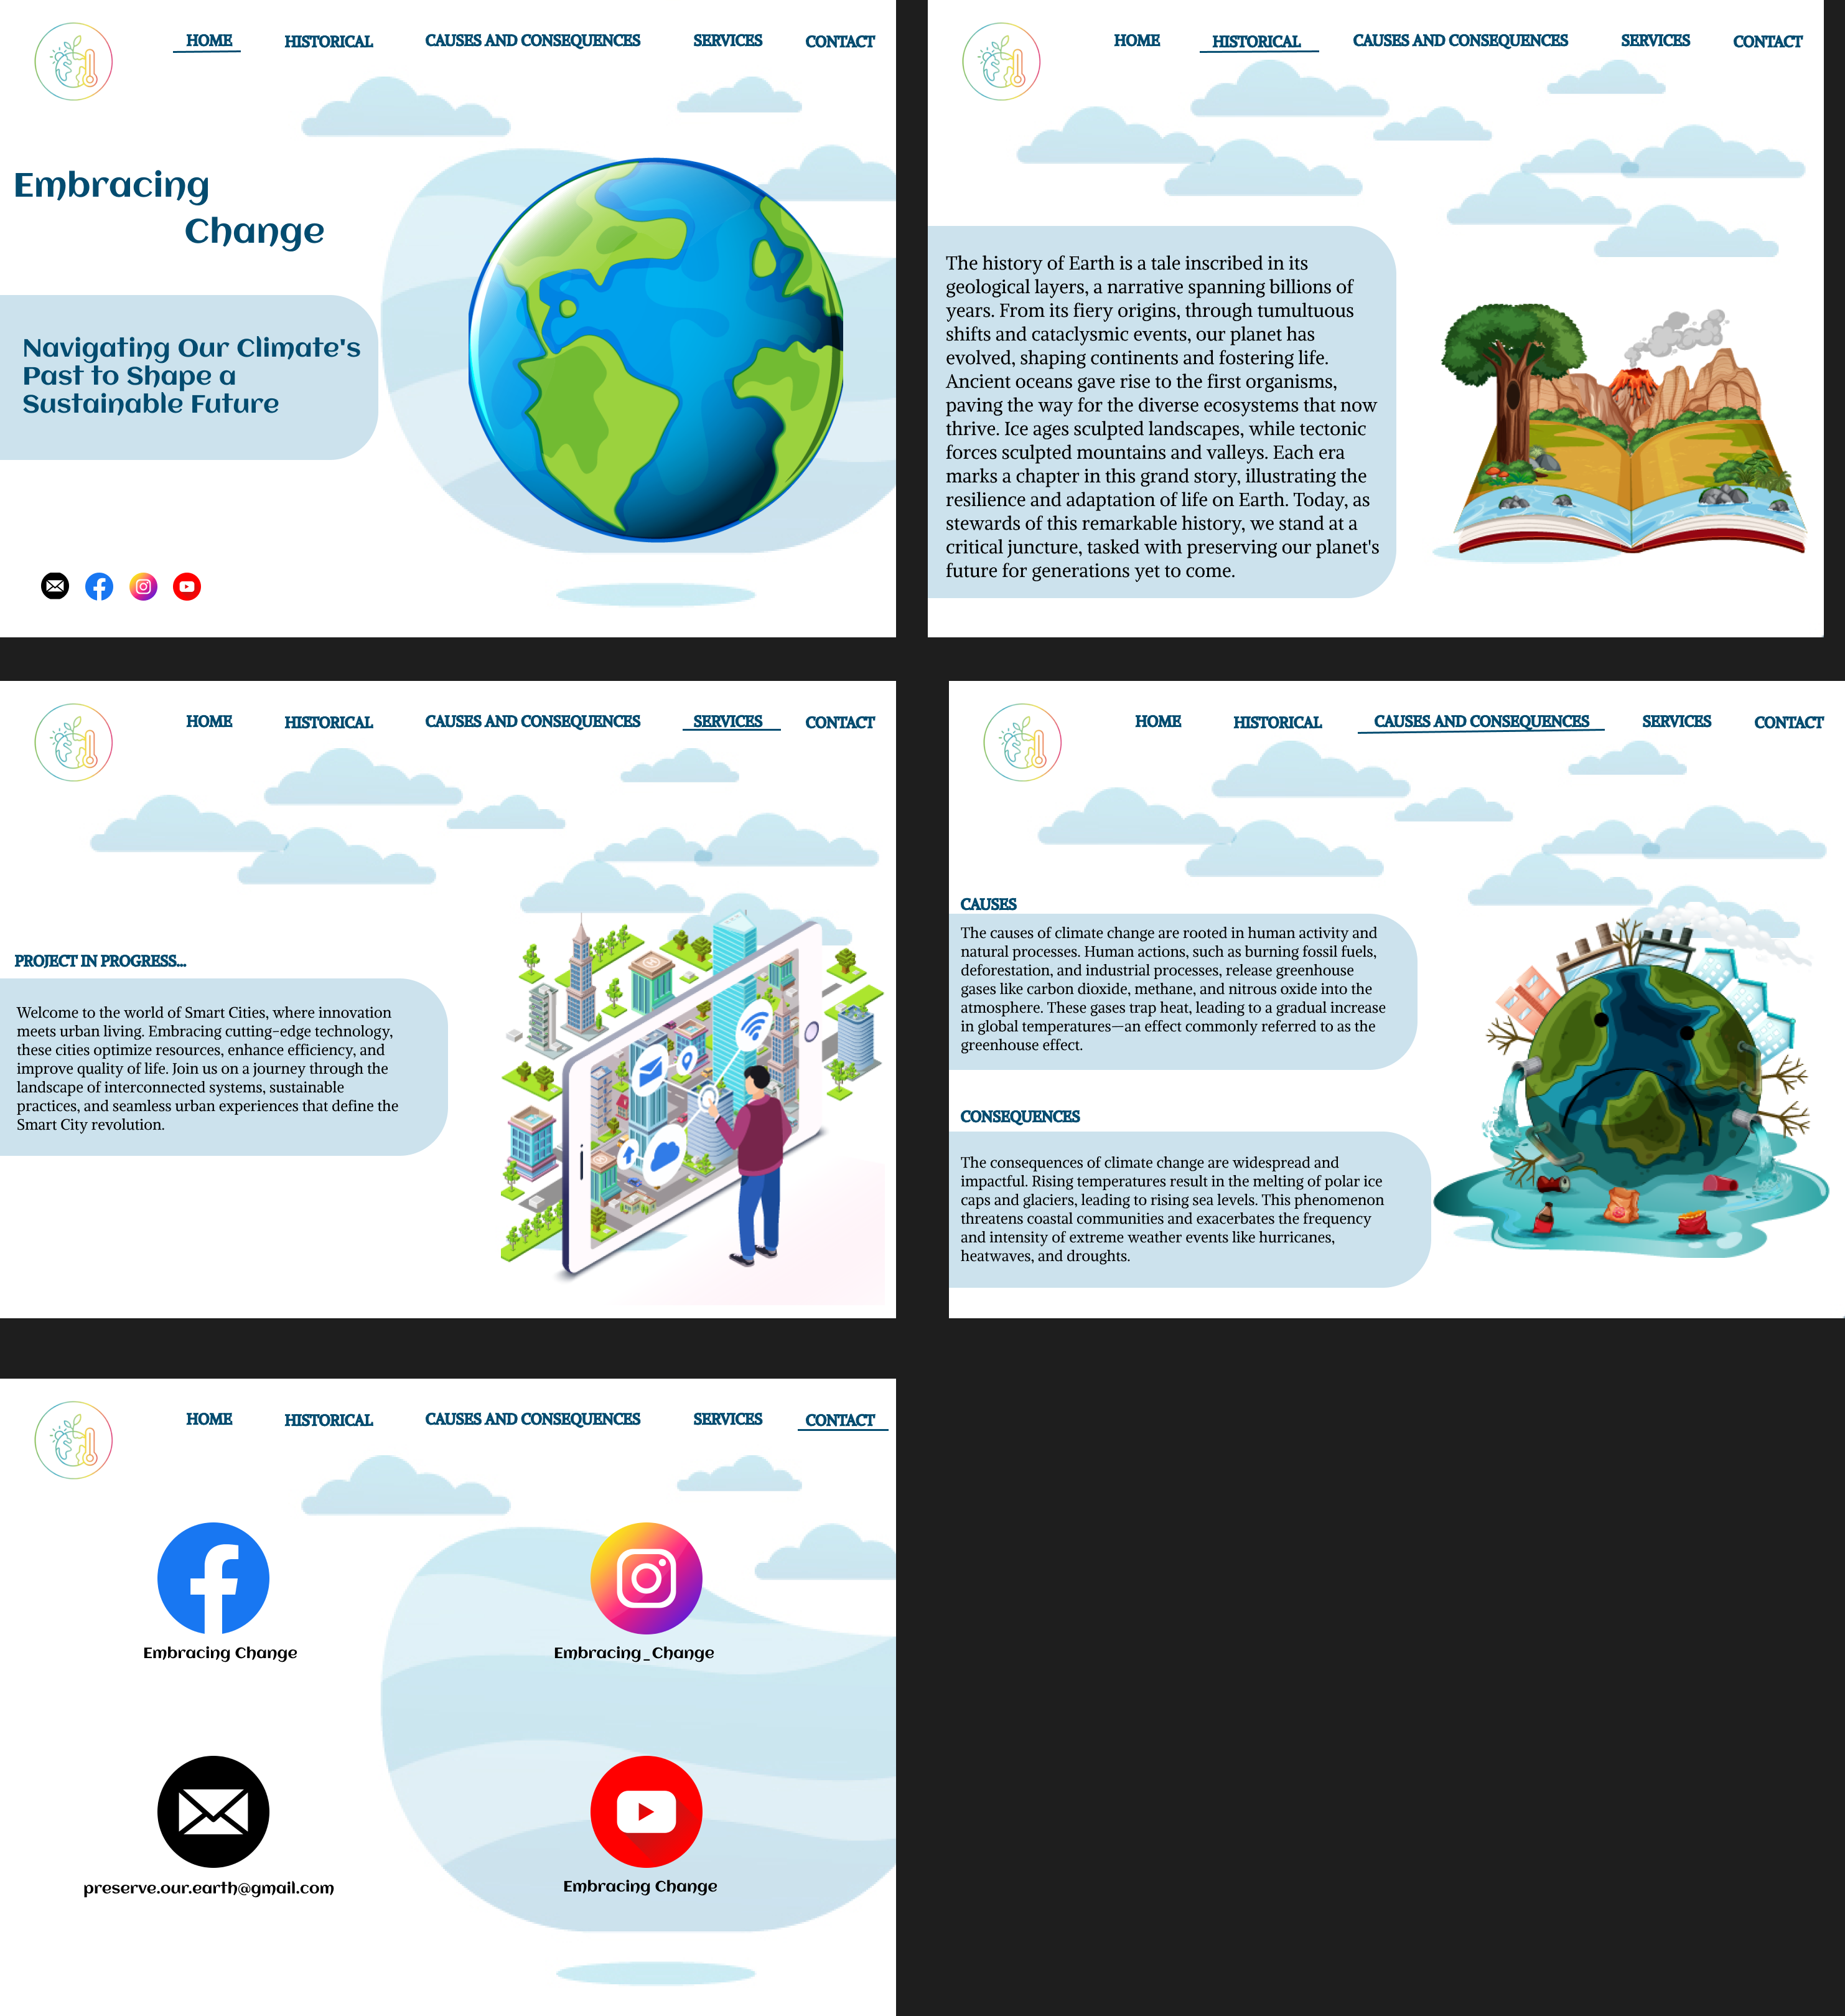 HOME HISTORICAL CAUSES AND CONSEQUENCES SERVICES CONTACT
Embracing
Change
Navigating Our Climate's
Past to Shape a
Sustainable Future
HOME HISTORICAL CAUSES AND CONSEQUENCES SERVICES CONTACT
The history of Earth is a tale inscribed in its
geological layers, a narrative spanning billions of
years. From its fiery origins, through tumultuous
shifts and cataclysmic events, our planet has
evolved, shaping continents and fostering life.
Ancient oceans gave rise to the first organisms,
paving the way for the diverse ecosystems that now
thrive. Ice ages sculpted landscapes, while tectonic
forces sculpted mountains and valleys. Each era
marks a chapter in this grand story, illustrating the
resilience and adaptation of life on Earth. Today, as
stewards of this remarkable history, we stand at a
critical juncture, tasked with preserving our planet's
future for generations yet to come.
HOME HISTORICAL CAUSES AND CONSEQUENCES SERVICES CONTACT
PROJECT IN PROGRESS...
Welcome to the world of Smart Cities, where innovation
meets urban living. Embracing cutting-edge technology,
these cities optimize resources, enhance efficiency, and
improve quality of life. Join us on a journey through the
landscape of interconnected systems, sustainable
practices, and seamless urban experiences that define the
Smart City revolution.
HOME HISTORICAL CAUSES AND CONSEQUENCES SERVICES CONTACT
CAUSES
The causes of climate change are rooted in human activity and
natural processes. Human actions, such as burning fossil fuels,
deforestation, and industrial processes, release greenhouse
gases like carbon dioxide, methane, and nitrous oxide into the
atmosphere. These gases trap heat, leading to a gradual increase
in global temperatures—an effect commonly referred to as the
greenhouse effect.
CONSEQUENCES
The consequences of climate change are widespread and
impactful. Rising temperatures result in the melting of polar ice
caps and glaciers, leading to rising sea levels. This phenomenon
threatens coastal communities and exacerbates the frequency
and intensity of extreme weather events like hurricanes,
heatwaves, and droughts.
HOME HISTORICAL CAUSES AND CONSEQUENCES SERVICES CONTACT
Embracing Change
Embracing_Change
preserve.our.earth@gmail.com
Embracing Change